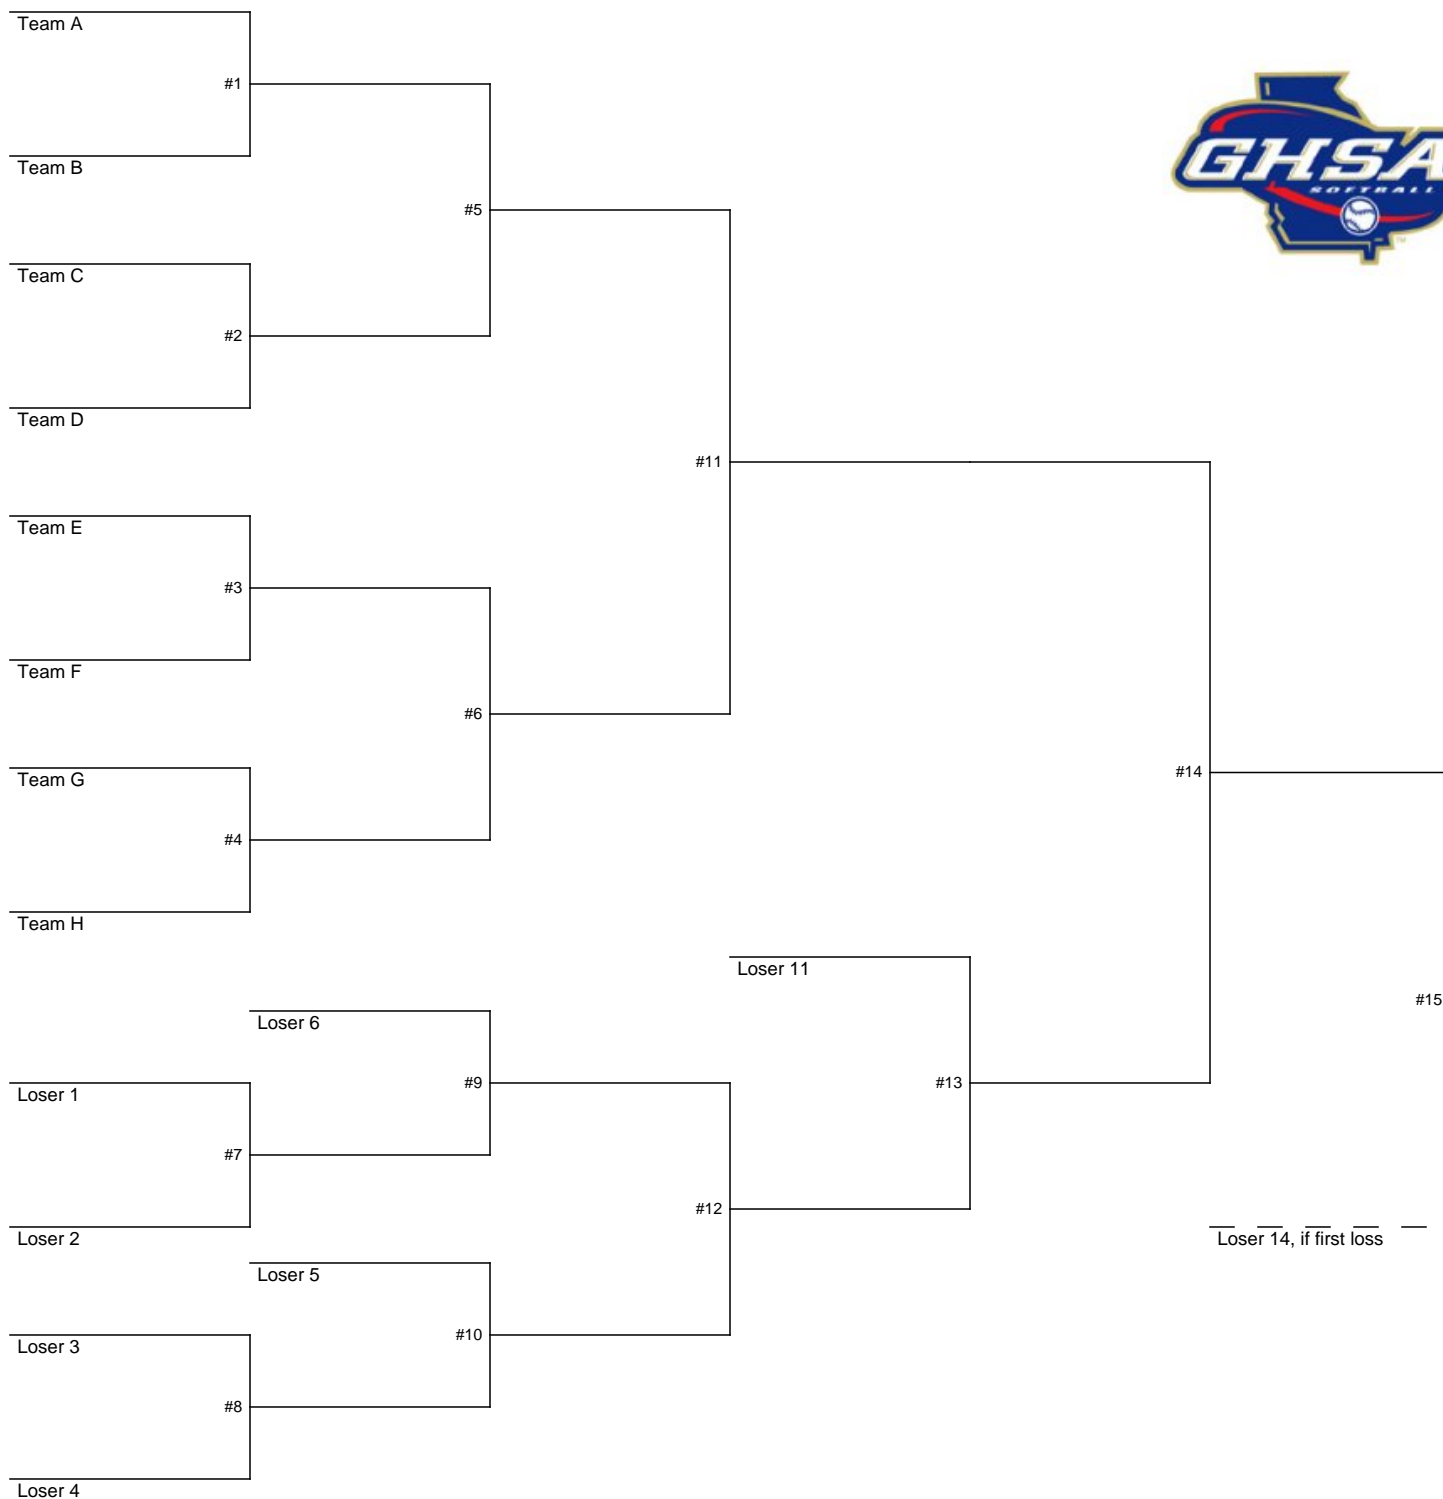 Team A
#1
Team B
#5
Team C
#2
Team D
#11
Team E
#3
Team F
#6
Team G
#4
Team H
#14
GHSA
SOFTBALL
TM
Loser 11
Loser 6
#15
Loser 1
#9
#13
#7
#12
Loser 2
Loser 14, if first loss
Loser 5
Loser 3
#10
#8
Loser 4